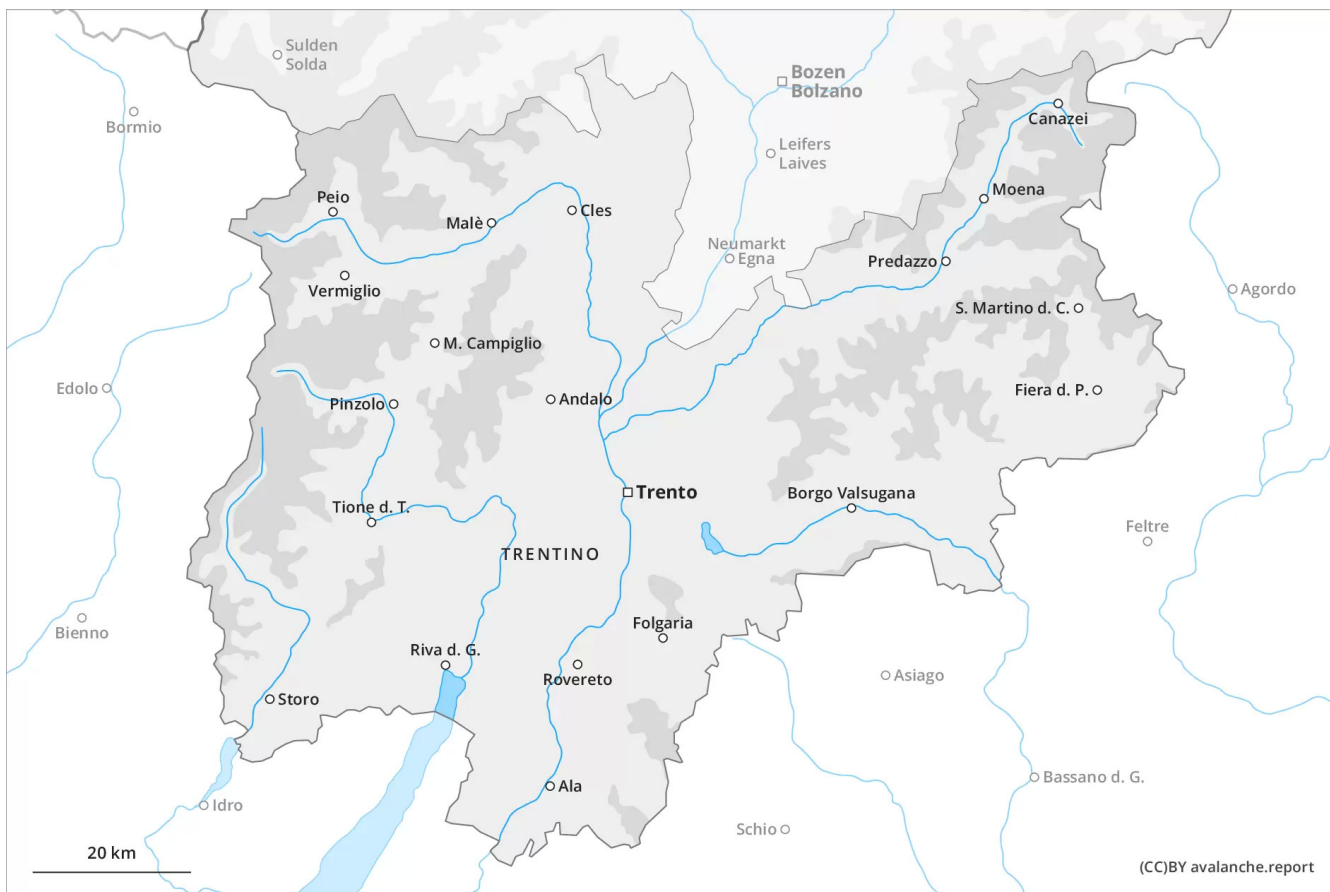 Sulden
Solda
Bozen
Bolzano
Bormio
Canazei
Leifers
Laives
Peio
Moena
Malè
Cles
Neumarkt
Egna
Predazzo
Vermiglio
Agordo
S. Martino d. C.
M. Campiglio
Edolo
Fiera d. P.
Pinzolo
Andalo
Trento
Borgo Valsugana
Tione d. T.
Feltre
TRENTINO
Bienno
Folgaria
Riva d. G.
Rovereto
Asiago
Storo
Bassano d. G.
Ala
Idro
Schio
20 km
(CC)BY avalanche.report